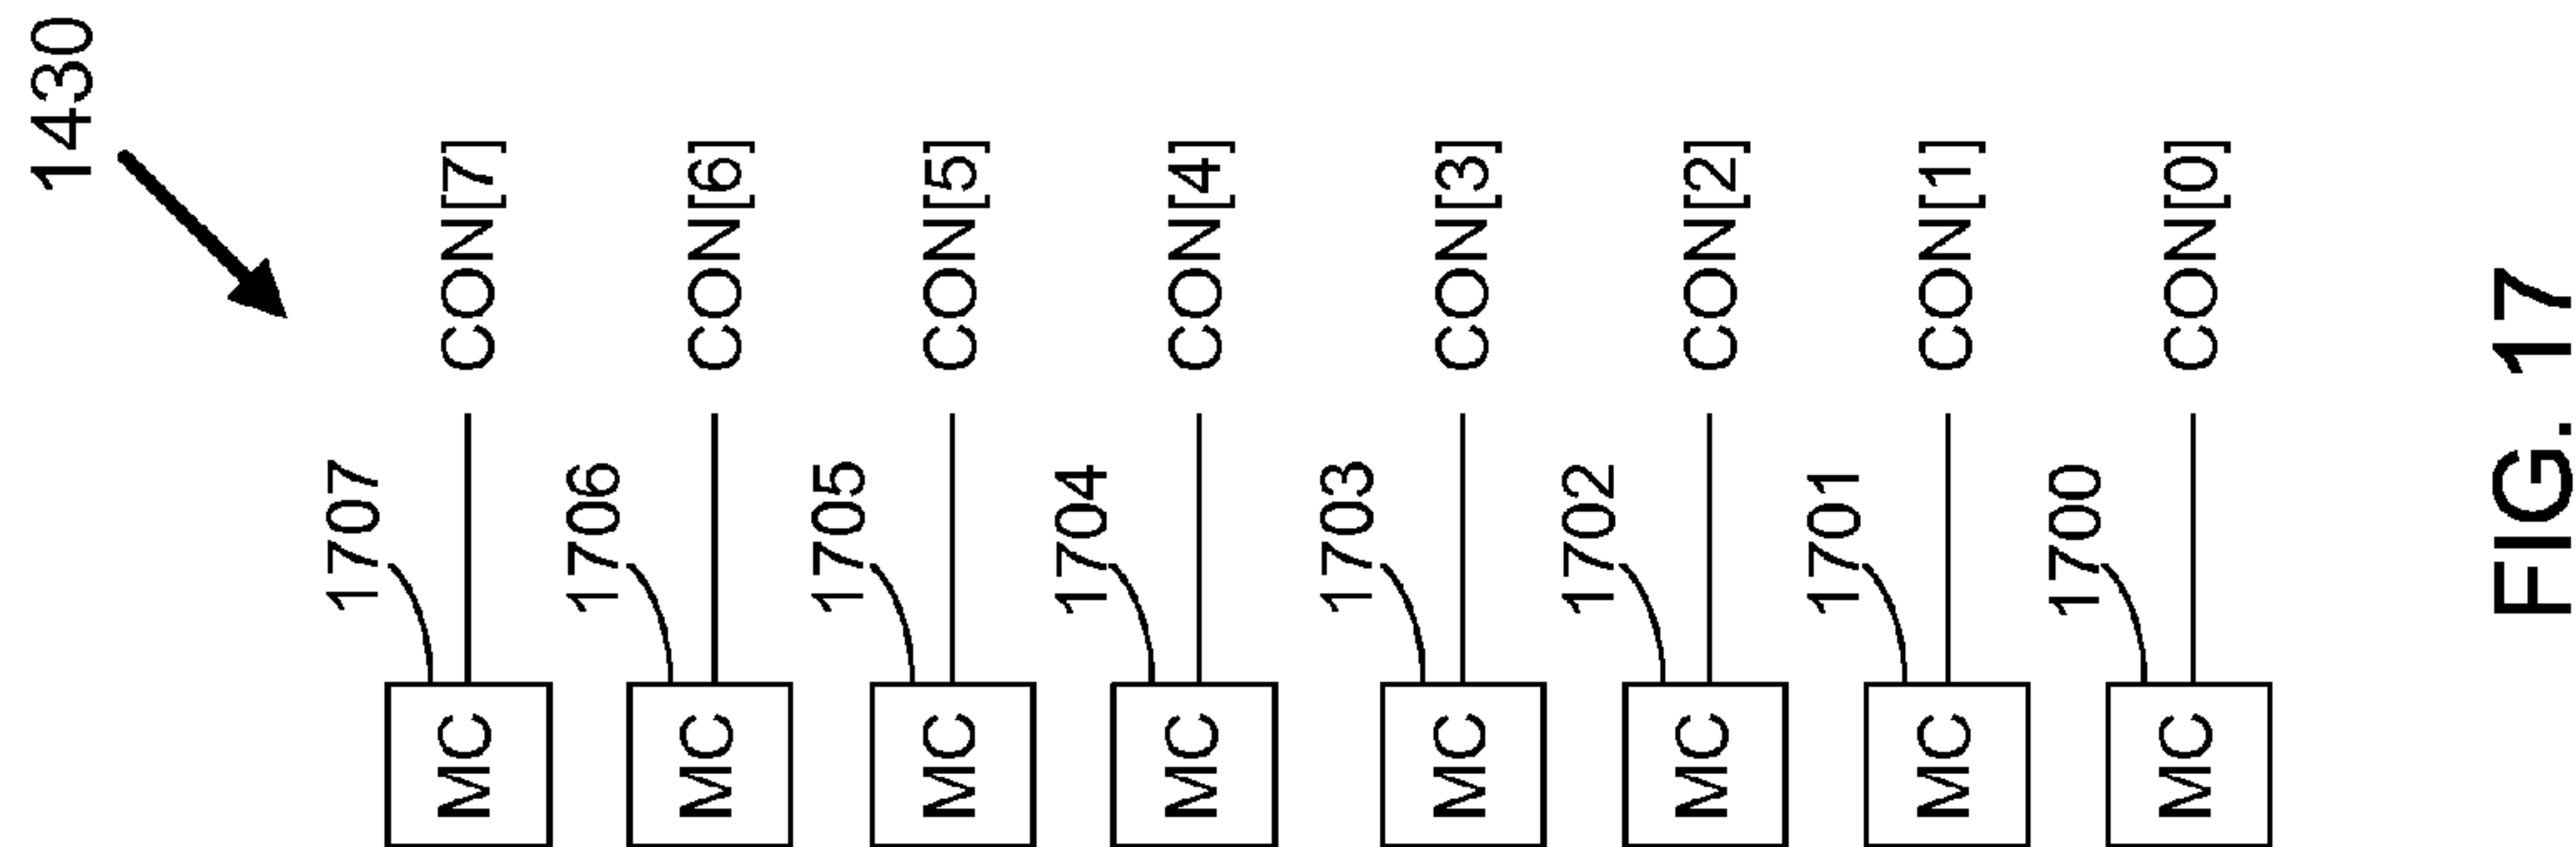 1430
CON[7]
CON[6]
CON[5]
CON[4]
CON[3]
CON[2]
CON[1]
CON[0]
1707
1706
1705
1704
1703
1702
1701
1700
MC
MC
MC
MC
MC
MC
MC
MC
FIG. 17